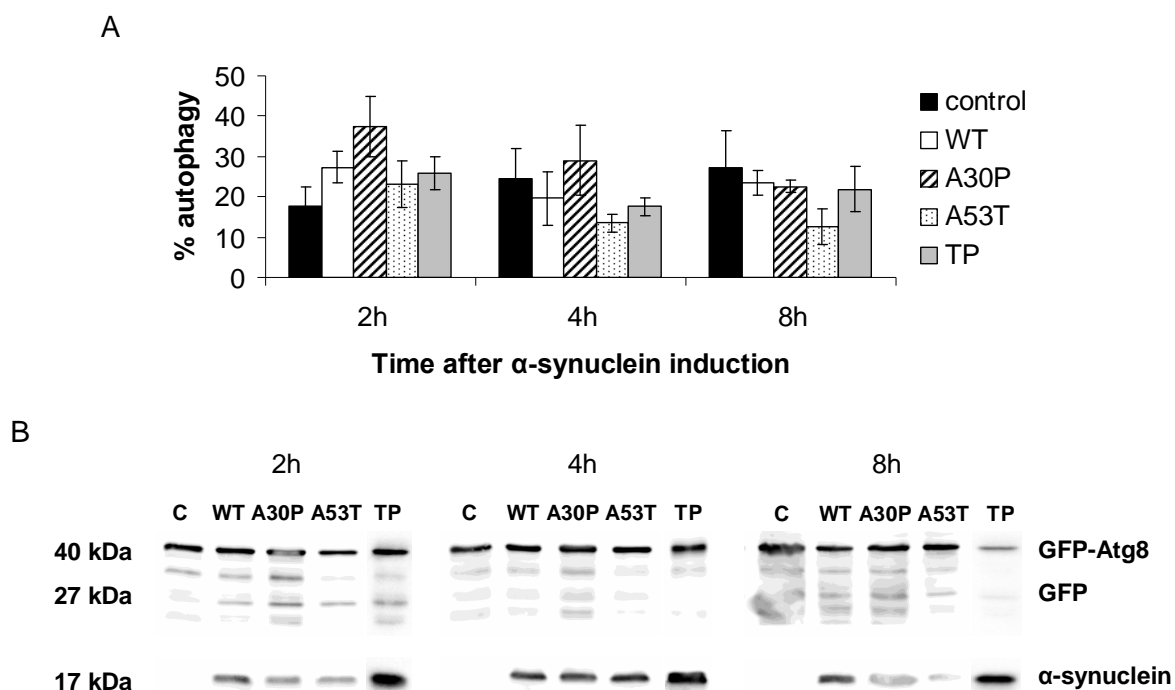 A
50
40
30
20
10
0
% autophagy
2h 4h 8h
Time after α-synuclein induction
control
WT
A30P
A53T
TP
B
2h 4h 8h
C WT A30P A53T TP C WT A30P A53T TP C WT A30P A53T TP
40 kDa GFP-Atg8
27 kDa GFP
17 kDa α-synuclein